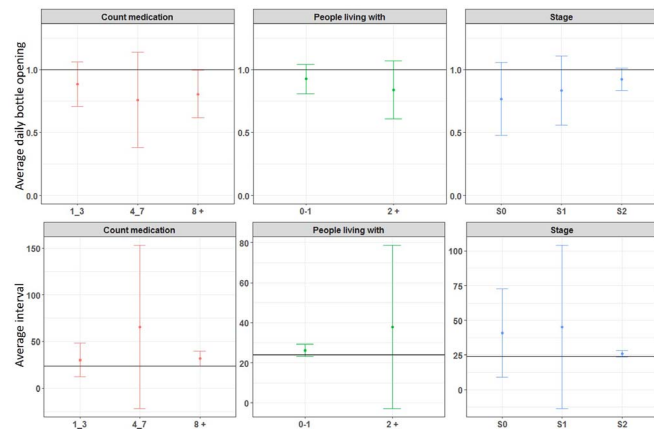 Count medication
People living with
Stage
Average daily bottle opening
1.0
0.5
0.0
1_3
4_7
8 +
1.0
0.5
0.0
0-1
2 +
1.0
0.5
0.0
S0
S1
S2
Count medication
People living with
Stage
Average interval
150
100
50
0
1_3
4_7
8 +
80
60
40
20
0
0-1
2 +
100
75
50
25
0
S0
S1
S2